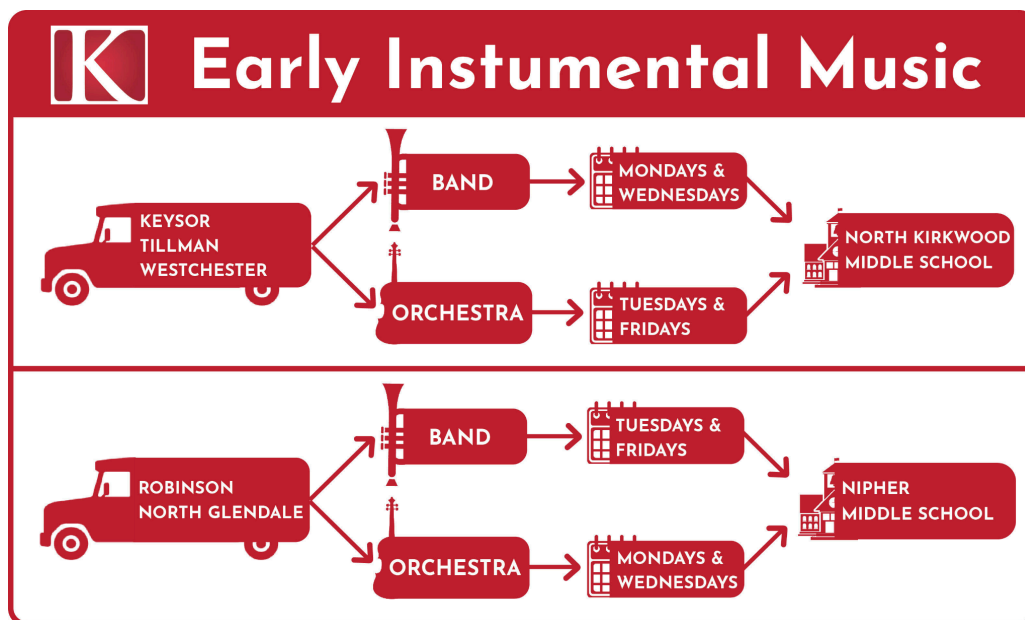 K Early Instumental Music
KEYSOR
TILLMAN
WESTCHESTER
BAND
MONDAYS &
WEDNESDAYS
ORCHESTRA
TUESDAYS &
FRIDAYS
NORTH KIRKWOOD
MIDDLE SCHOOL
ROBINSON
NORTH GLENDALE
BAND
TUESDAYS &
FRIDAYS
ORCHESTRA
MONDAYS &
WEDNESDAYS
NIPHER
MIDDLE SCHOOL